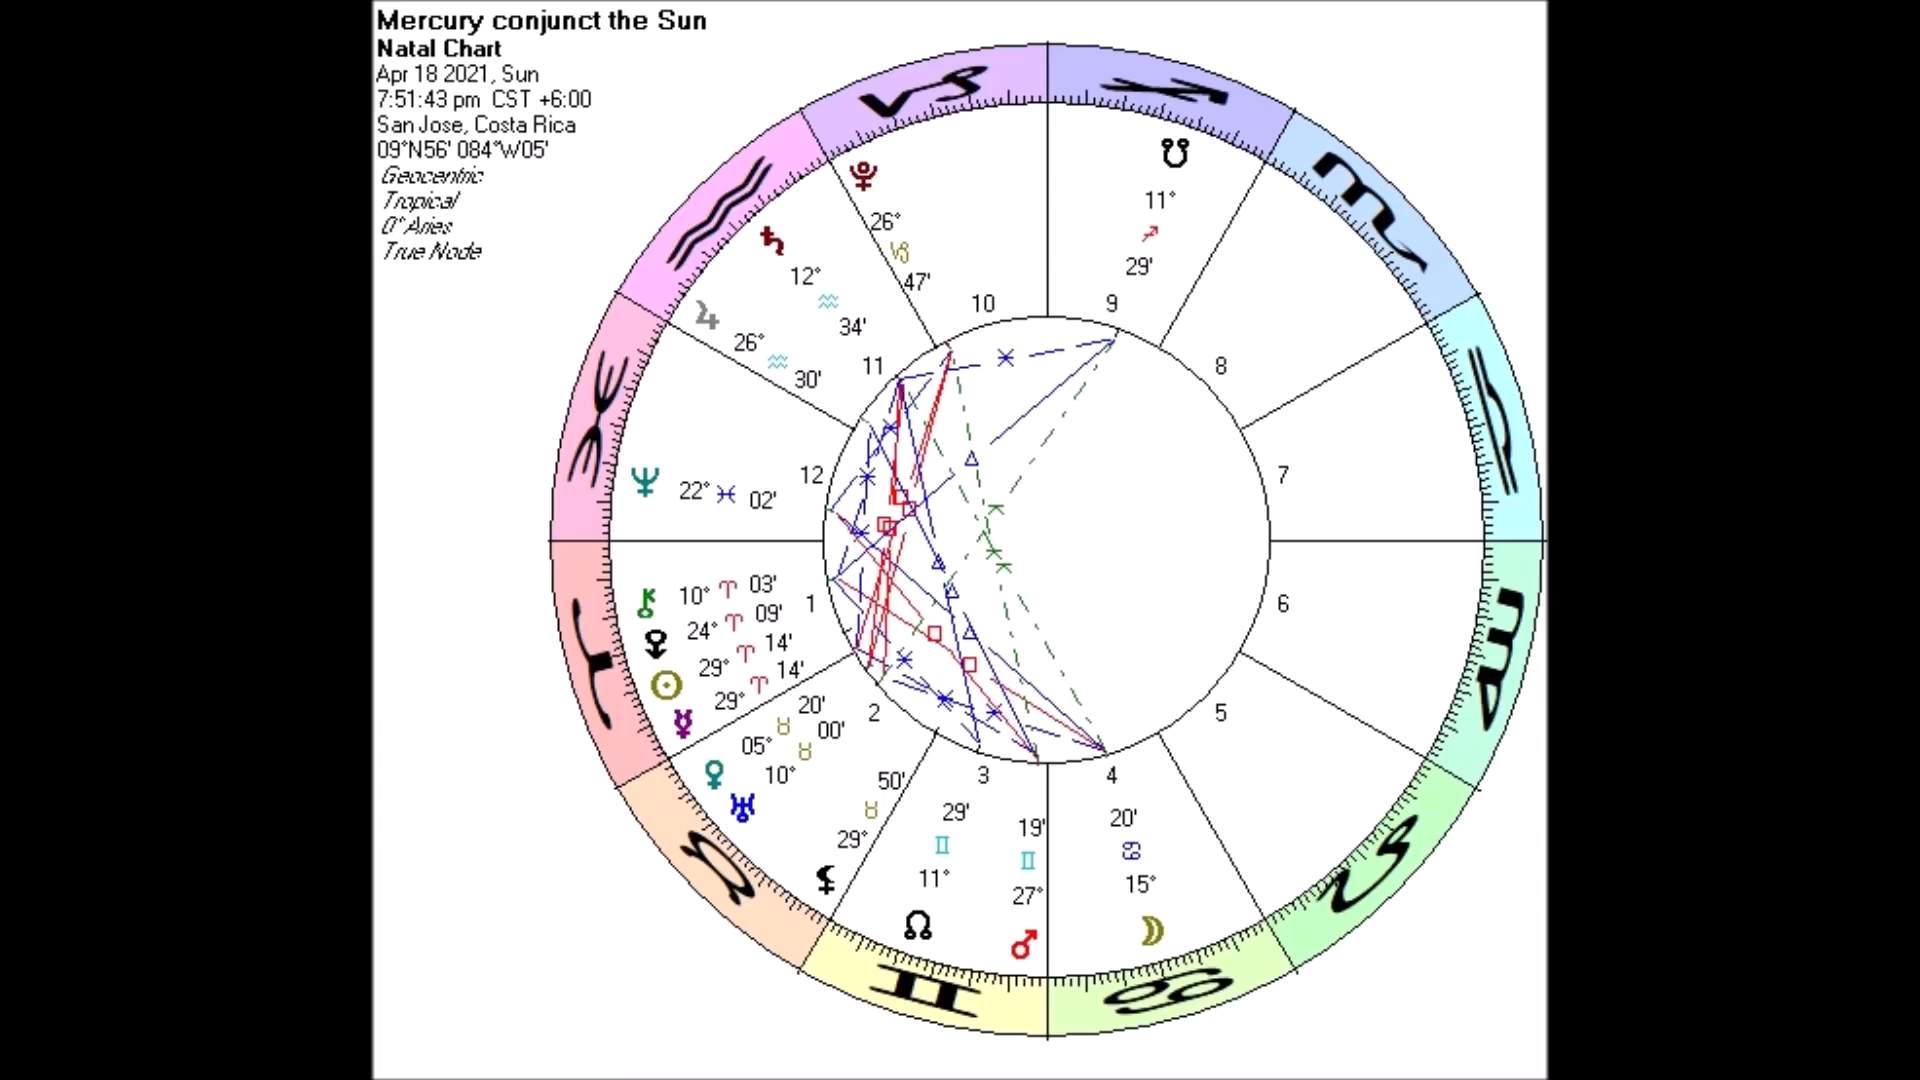 Mercury conjunct the Sun
Natal Chart
Apr 18 2021, Sun
7:51:43 pm CST +6:00
San Jose, Costa Rica
09°N56' 084°W05'
Geocentric
Tropical
0° Aries
True Node
♇ 26° ♑ 47'
☋ 11° ♐ 29'
♄ 12° ♒ 34'
♃ 26° ♒ 30'
♆ 22° ♓ 02'
⚷ 10° ♈ 03'
24° ♈ 09'
☉ 29° ♈ 14'
☿ 29° ♈ 14'
♀ 05° ♉ 20'
♅ 10° ♉ 00'
⚸ 29° ♉ 50'
☊ 11° ♊ 29'
♂ 27° ♊ 19'
☽ 15° ♋ 20'
10
9
11
8
12
7
1
6
2
5
3
4